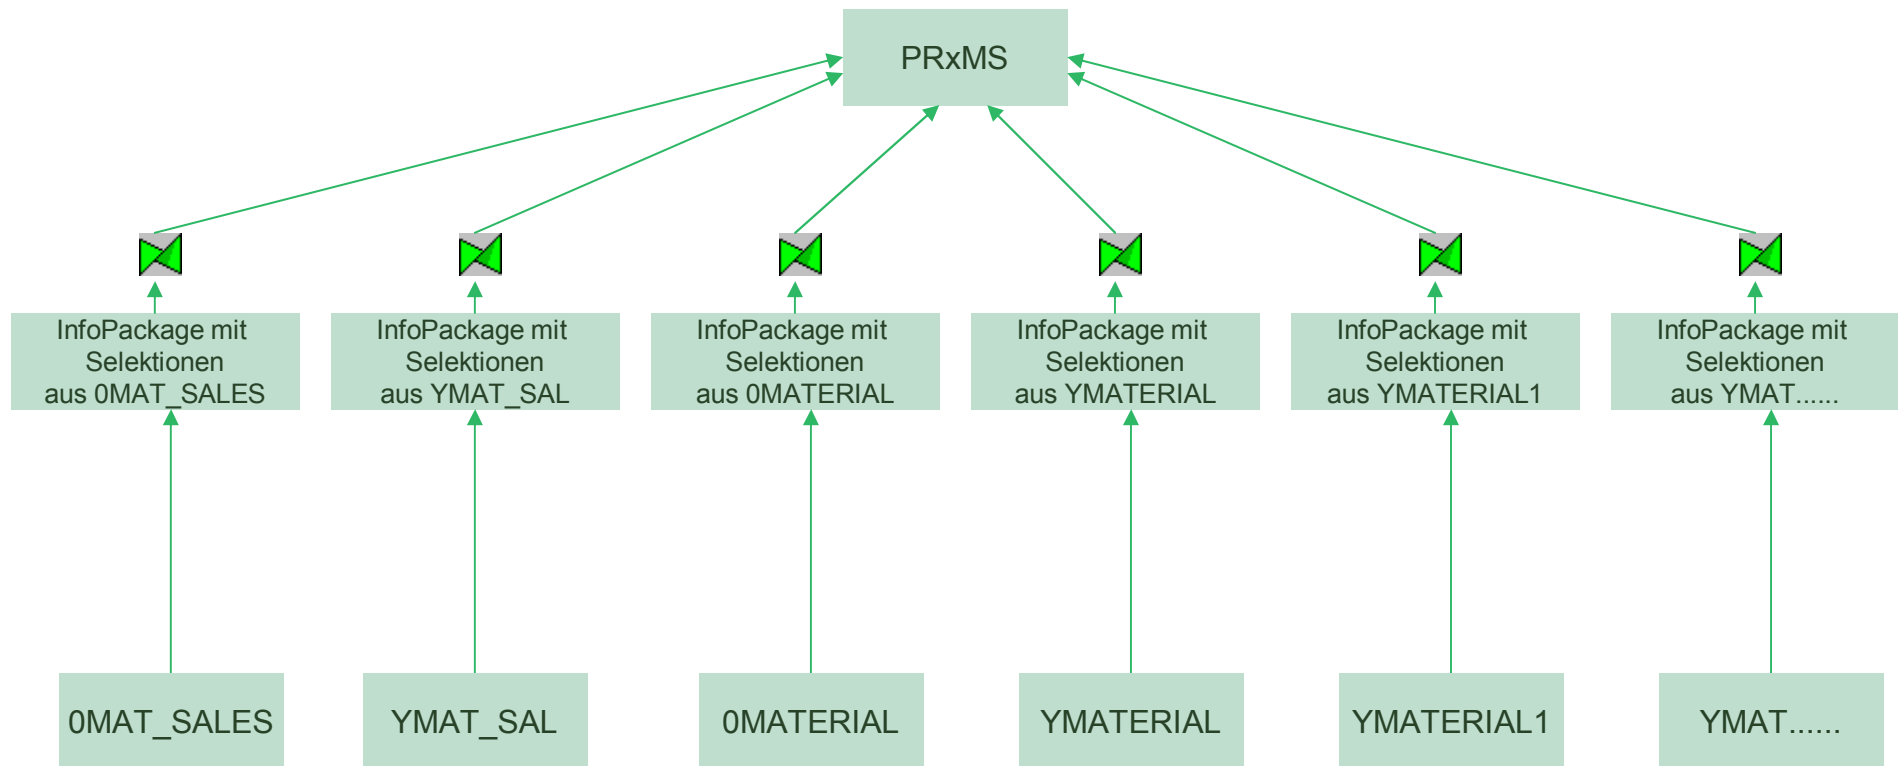 PRxMS
InfoPackage mit
Selektionen
aus 0MAT_SALES
InfoPackage mit
Selektionen
aus YMAT_SAL
InfoPackage mit
Selektionen
aus 0MATERIAL
InfoPackage mit
Selektionen
aus YMATERIAL
InfoPackage mit
Selektionen
aus YMATERIAL1
InfoPackage mit
Selektionen
aus YMAT......
0MAT_SALES
YMAT_SAL
0MATERIAL
YMATERIAL
YMATERIAL1
YMAT......